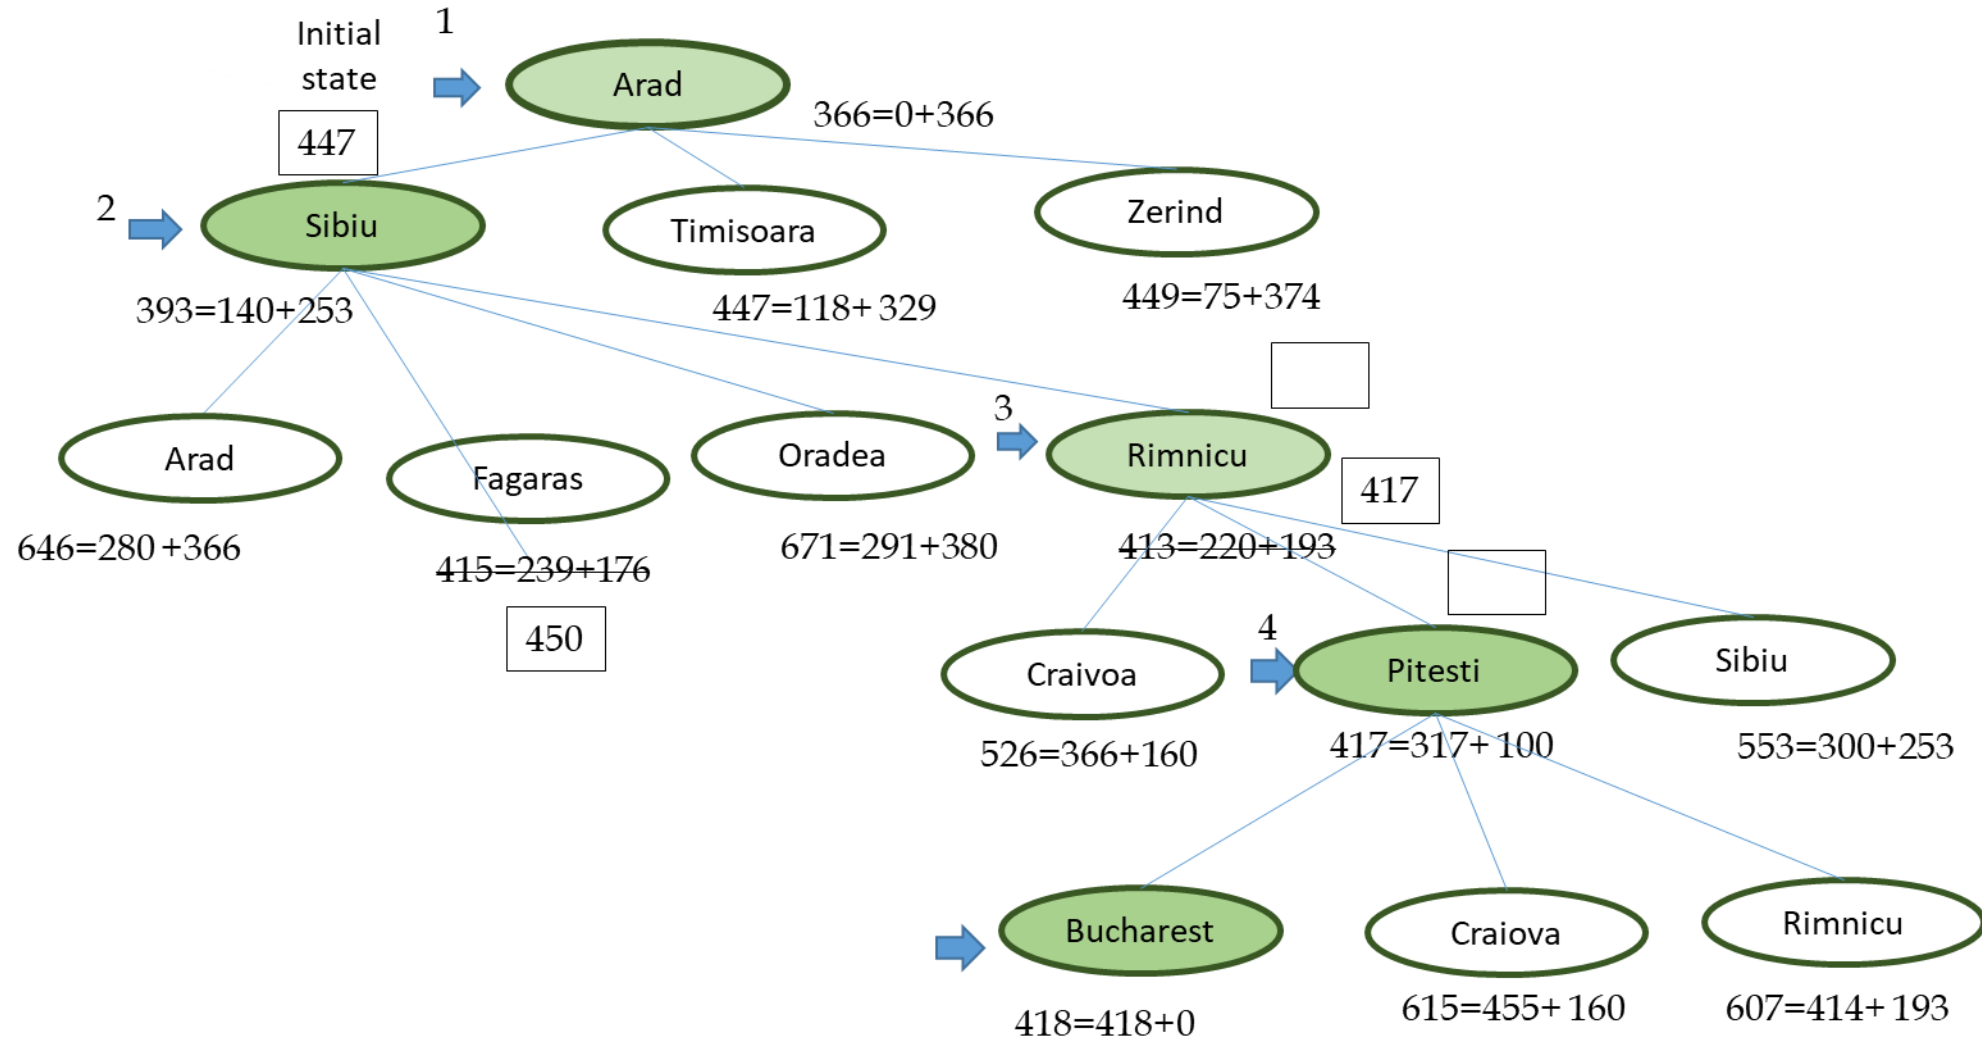 1
Initial
state
Arad
366=0+366
447
2
Sibiu
Timisoara
Zerind
393=140+253
447=118+ 329
449=75+374
3
Arad
Fagaras
Oradea
Rimnicu
417
646=280 +366
415=239+176
671=291+380
413=220+193
450
4
Craivoa
Pitesti
Sibiu
526=366+160
417=317+ 100
553=300+253
Bucharest
Craiova
Rimnicu
418=418+0
615=455+ 160
607=414+ 193